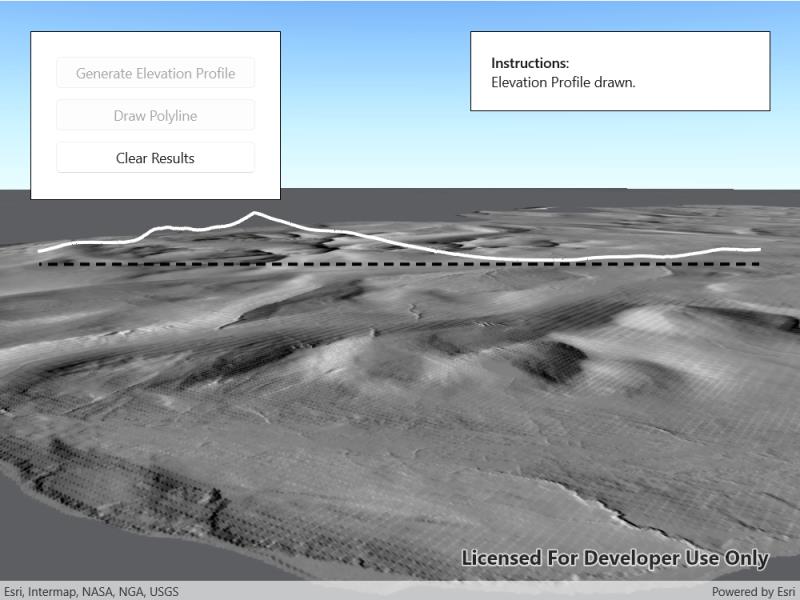 Generate Elevation Profile
Draw Polyline
Clear Results
Instructions:
Elevation Profile drawn.
Licensed For Developer Use Only
Esri, Intermap, NASA, NGA, USGS
Powered by Esri